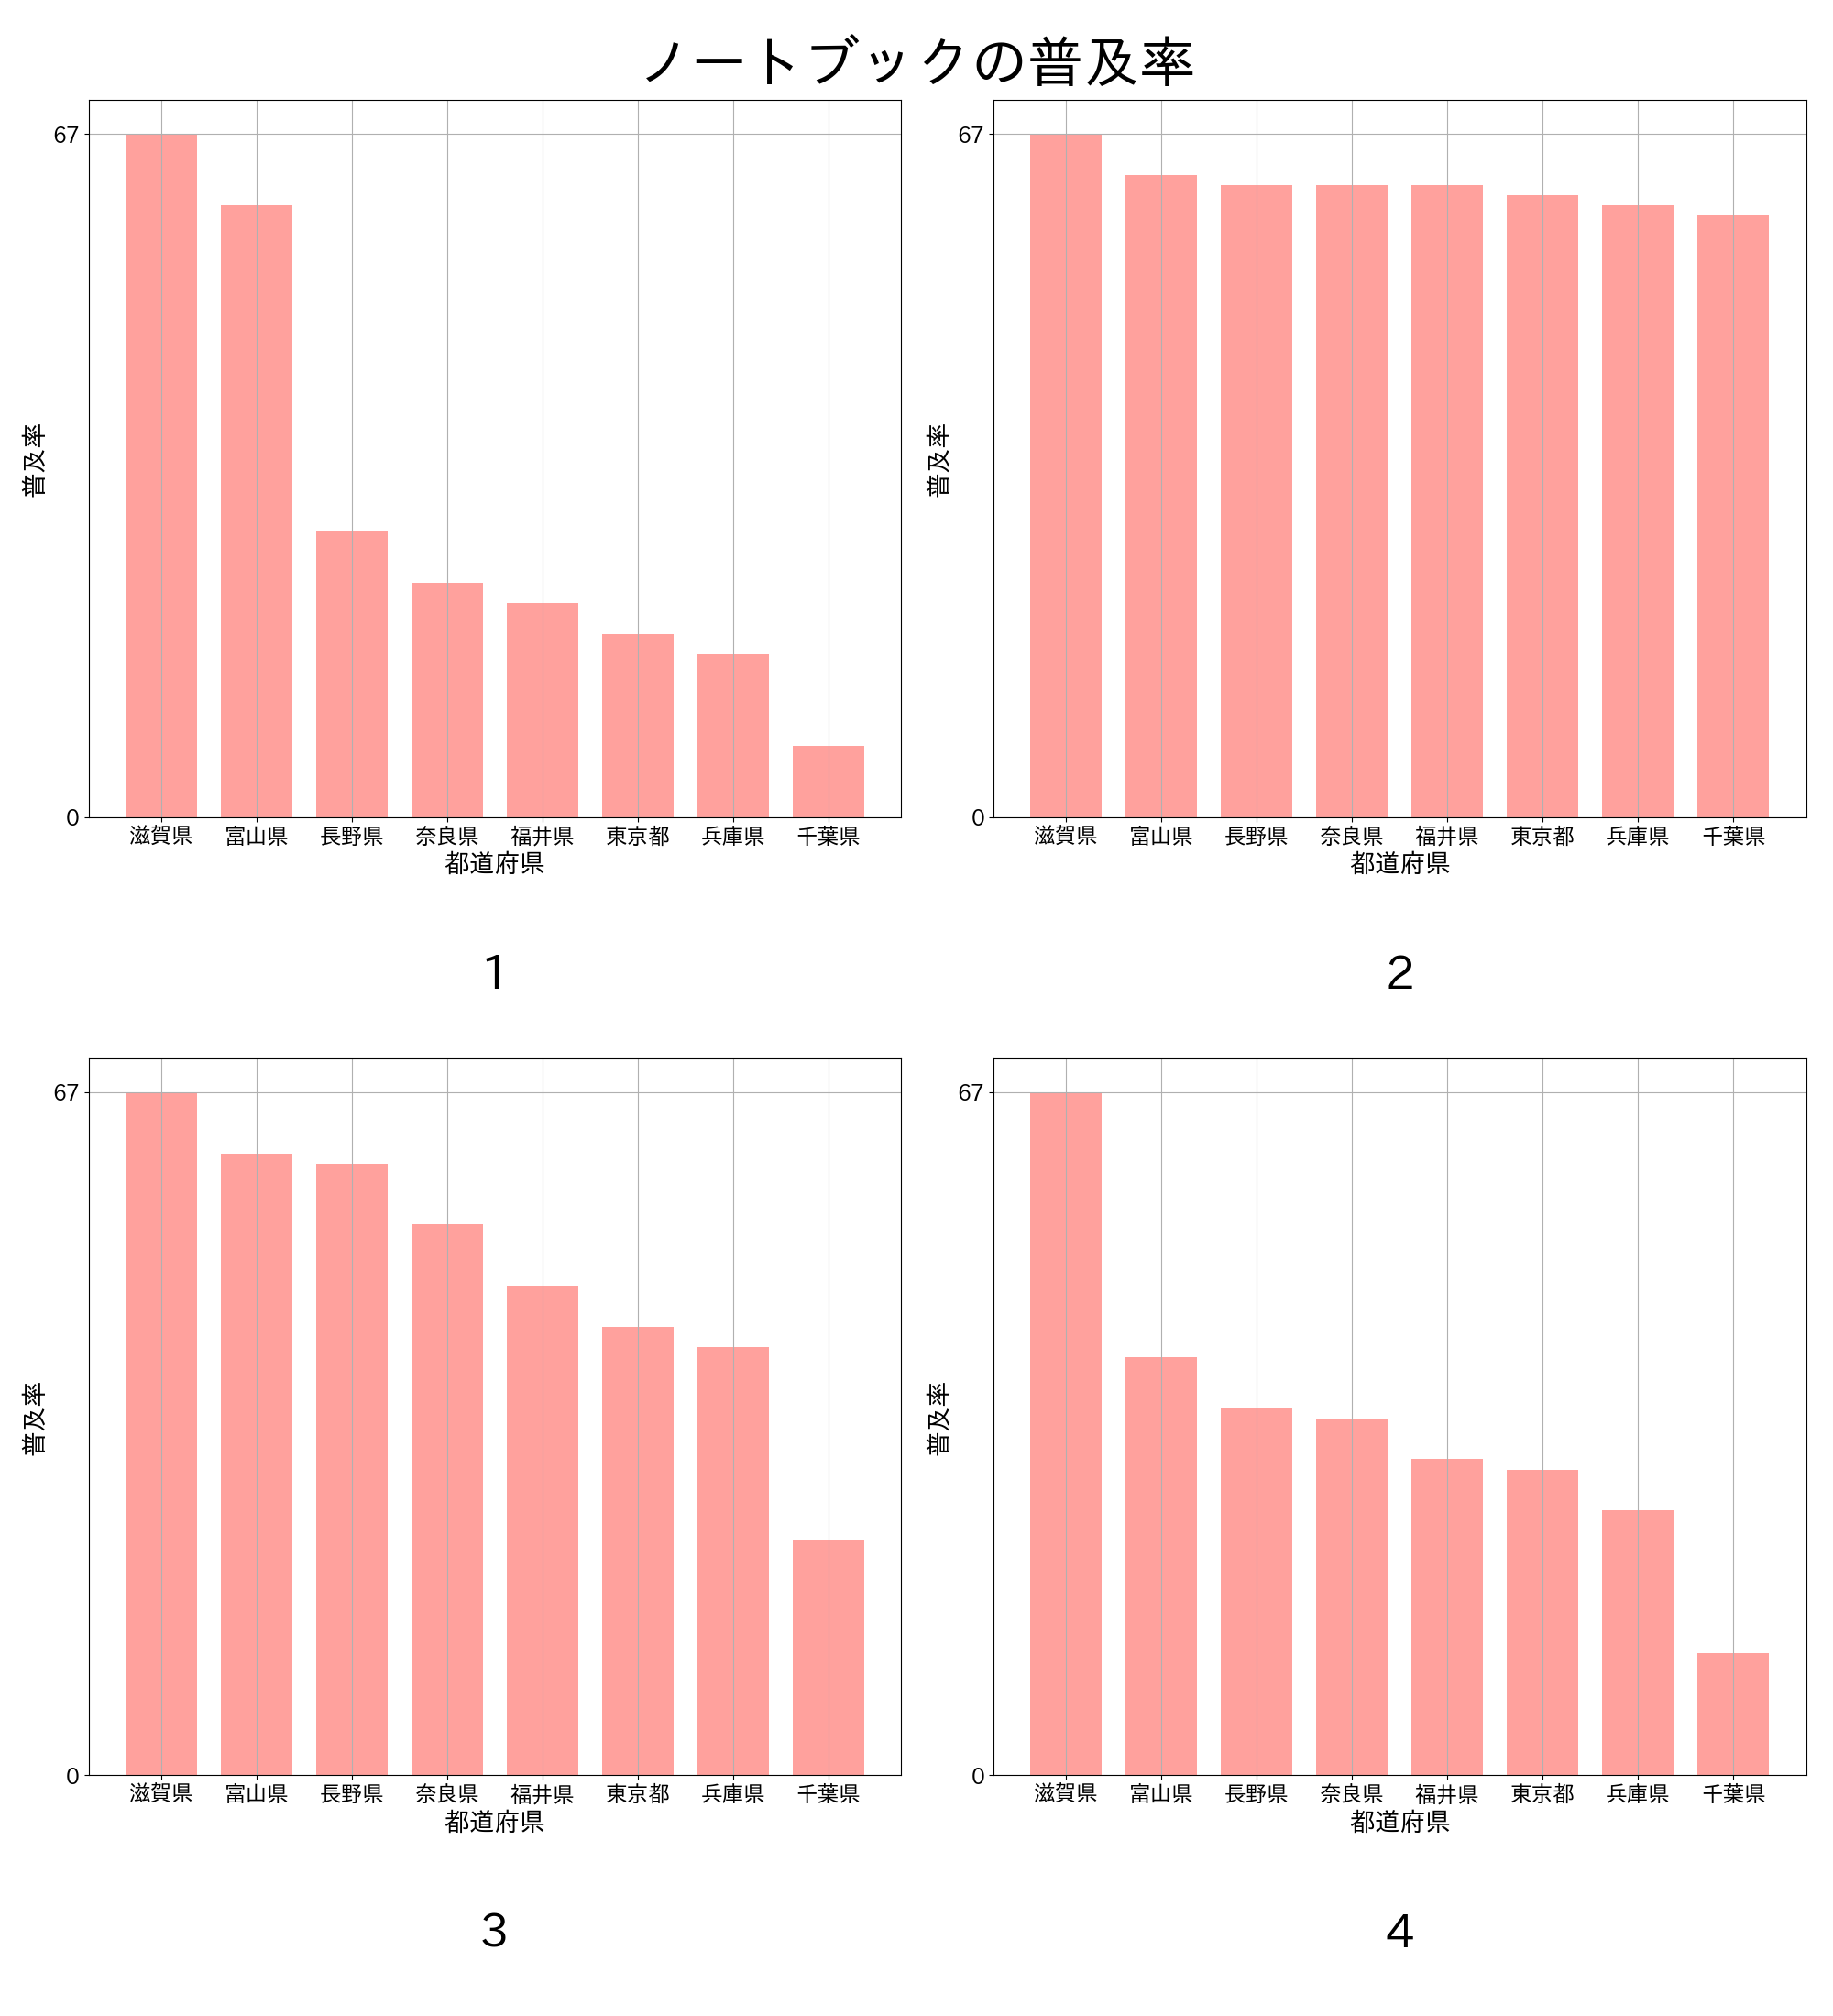 ノートブックの普及率
67
0
普及率
滋賀県 富山県 長野県 奈良県 福井県 東京都 兵庫県 千葉県
都道府県
1
67
0
普及率
滋賀県 富山県 長野県 奈良県 福井県 東京都 兵庫県 千葉県
都道府県
2
67
0
普及率
滋賀県 富山県 長野県 奈良県 福井県 東京都 兵庫県 千葉県
都道府県
3
67
0
普及率
滋賀県 富山県 長野県 奈良県 福井県 東京都 兵庫県 千葉県
都道府県
4